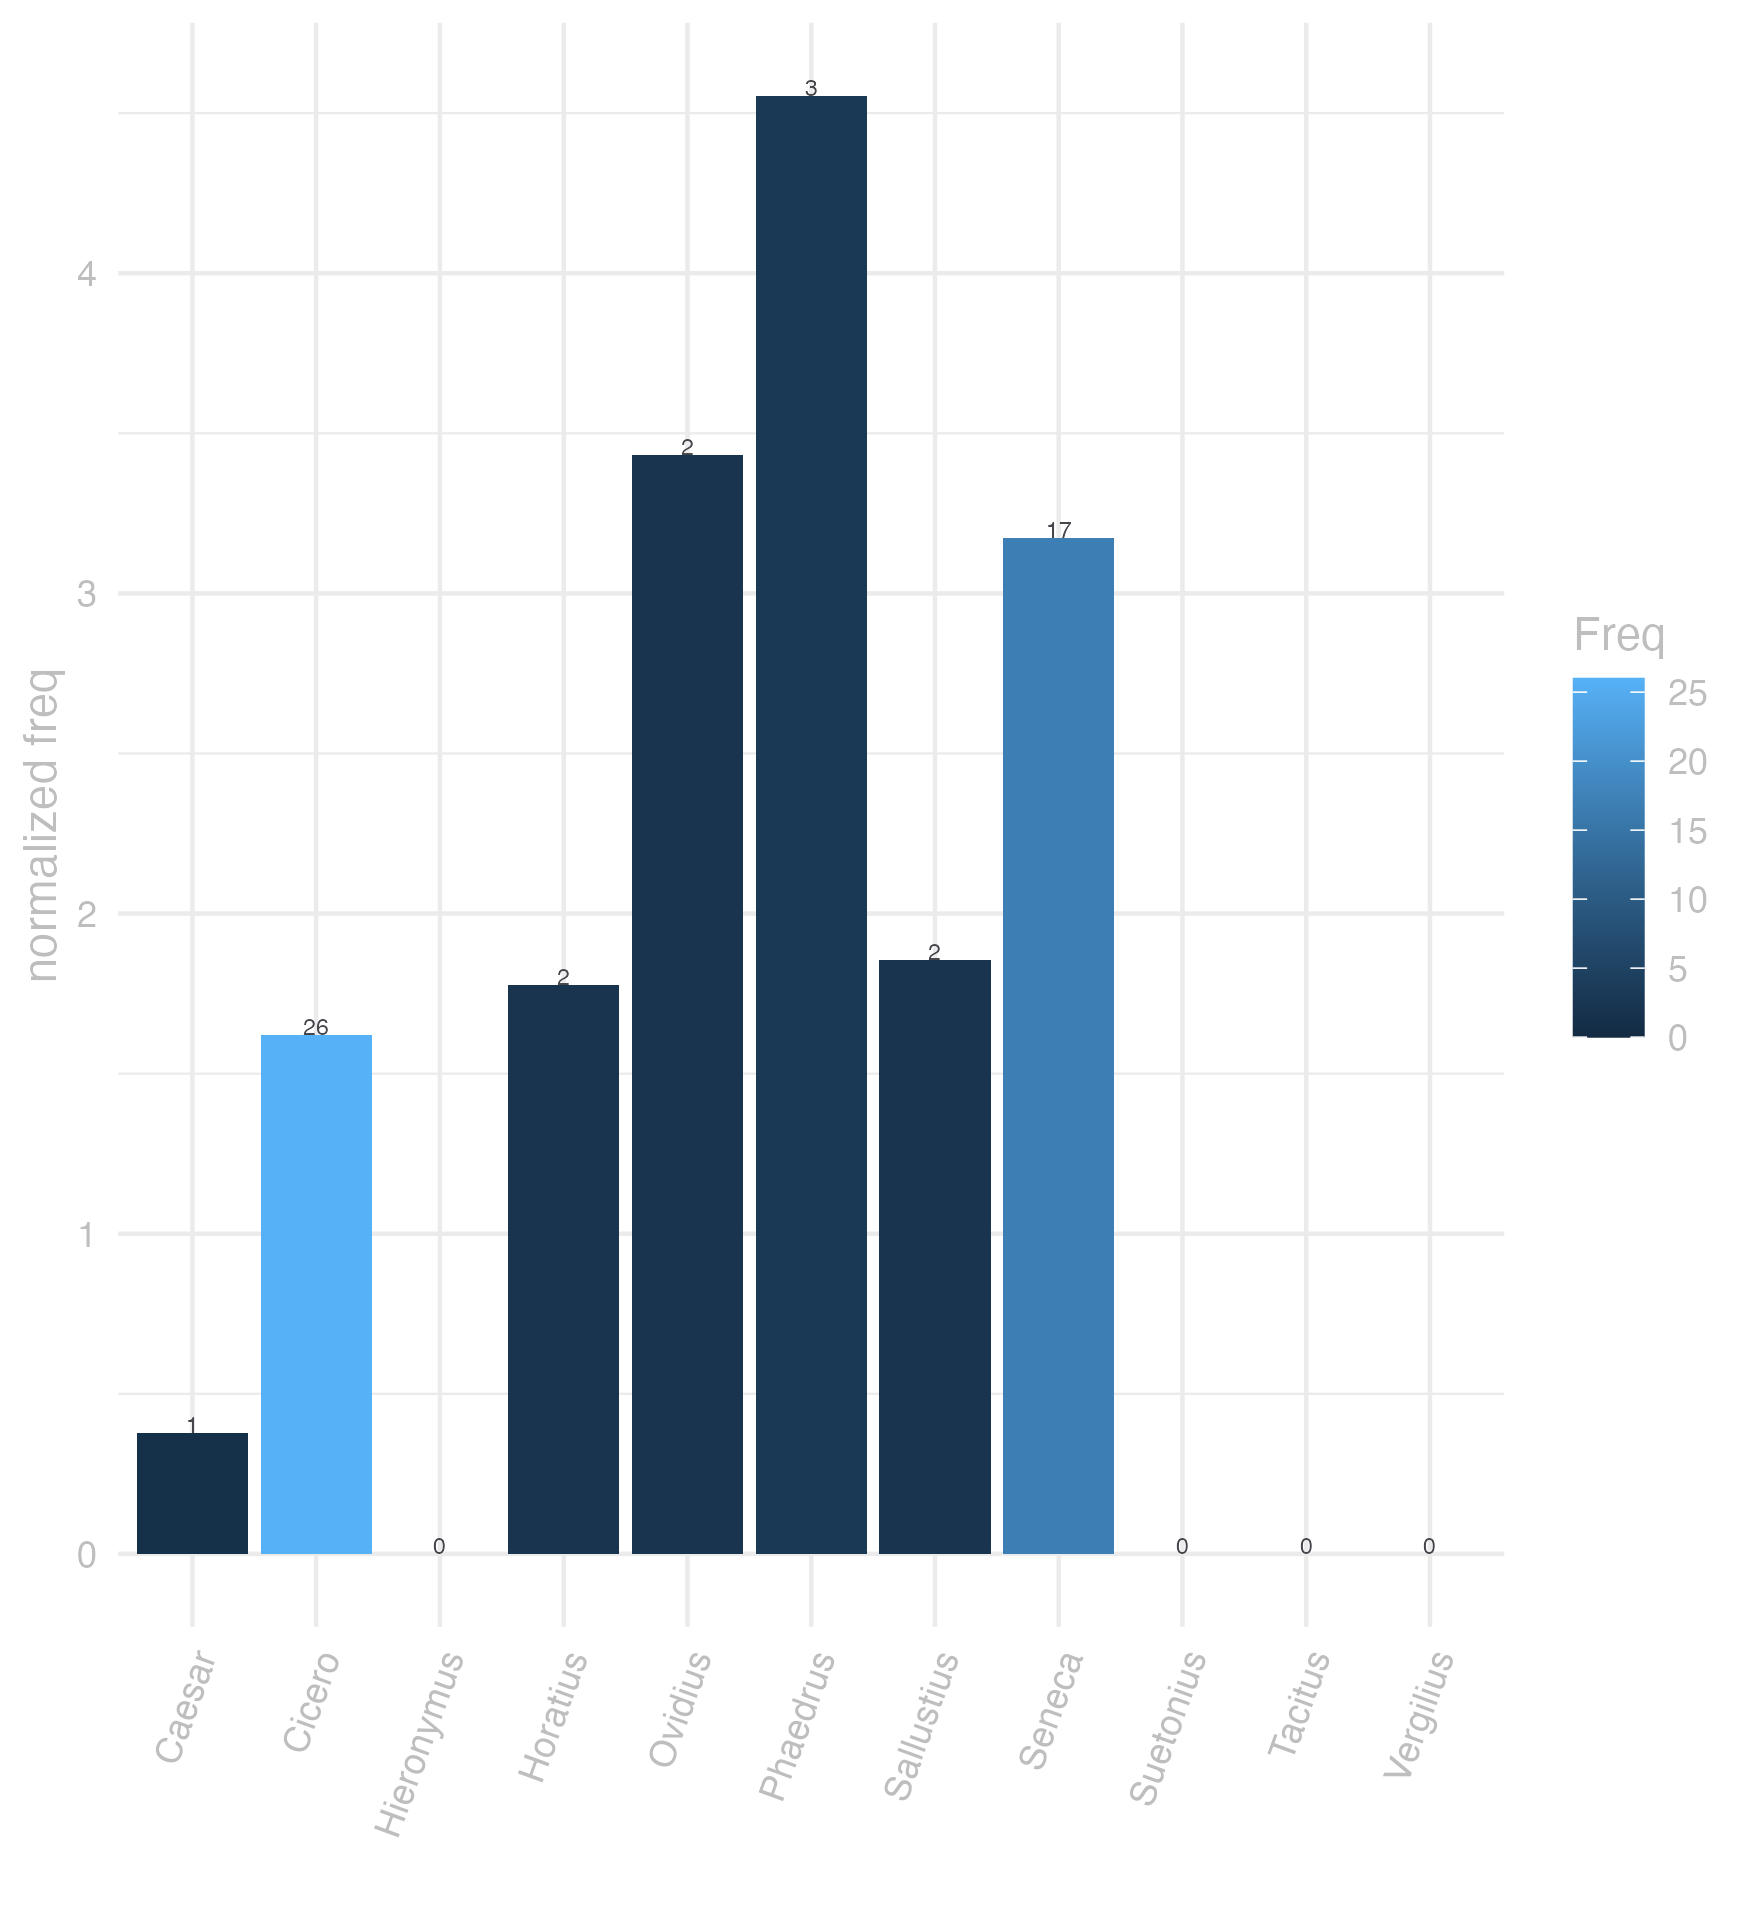 normalized freq
4
3
2
1
0
1
26
0
2
2
3
2
17
0
0
0
Caesar
Cicero
Hieronymus
Horatius
Ovidius
Phaedrus
Sallustius
Seneca
Suetonius
Tacitus
Vergilius
Freq
25
20
15
10
5
0